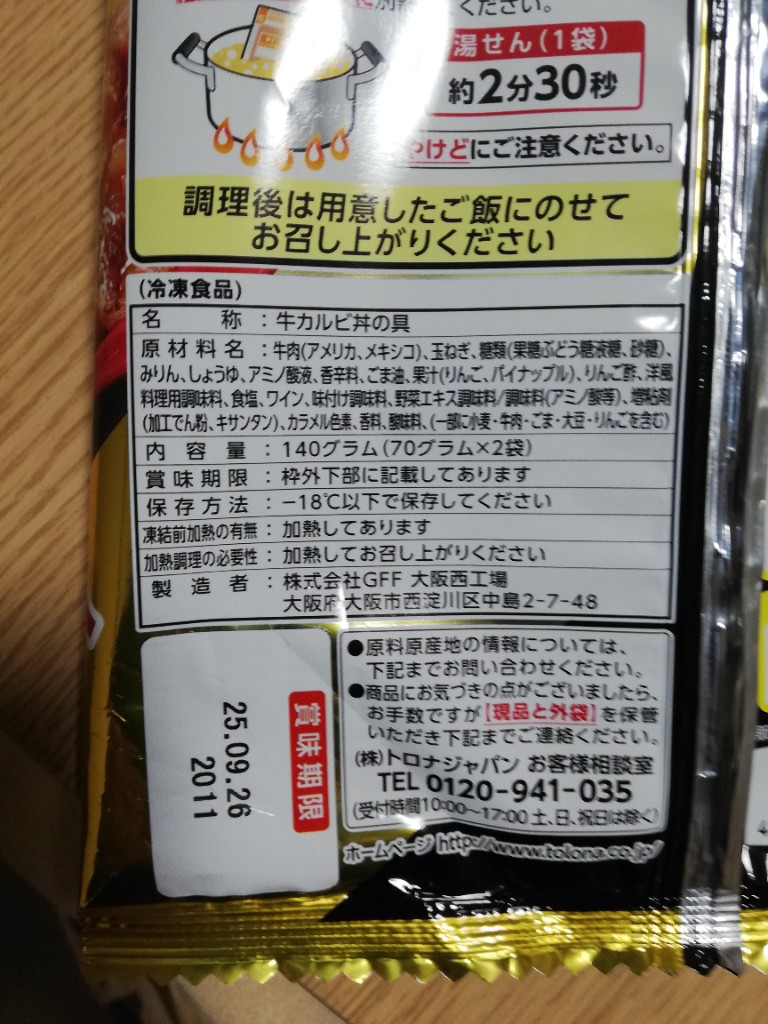 ください。
湯せん(1袋)
約2分30秒
やけどにご注意ください。
調理後は用意したご飯にのせて
お召し上がりください
(冷凍食品)
名称:牛カルビ丼の具
原材料名:牛肉(アメリカ、メキシコ)、玉ねぎ、糖類(果糖ぶどう糖液糖、砂糖)、
みりん、しょうゆ、アミノ酸液、香辛料、ごま油、果汁(りんご、パイナップル)、りんご酢、洋風
料理用調味料、食塩、ワイン、味付け調味料、野菜エキス調味料/調味料(アミノ酸等)、増粘剤
(加工でん粉、キサンタン)、カラメル色素、香料、酸味料、(一部に小麦・牛肉・ごま・大豆・りんごを含む)
内容量:140グラム(70グラム×2袋)
賞味期限:枠外下部に記載してあります
保存方法:-18℃以下で保存してください
凍結前加熱の有無:加熱してあります
加熱調理の必要性:加熱してお召し上がりください
製造者:株式会社GFF 大阪西工場
大阪府大阪市西淀川区中島2-7-48
●原料原産地の情報については、
下記までお問い合わせください。
●商品にお気づきの点がございましたら、
お手数ですが【現品と外袋】を保管
いただき下記までご連絡ください。
(株)トロナジャパン お客様相談室
TEL 0120-941-035
(受付時間10:00〜17:00 土、日、祝日は除く)
ホームページ http://www.tolona.co.jp/
賞味期限
25.09.26
2011